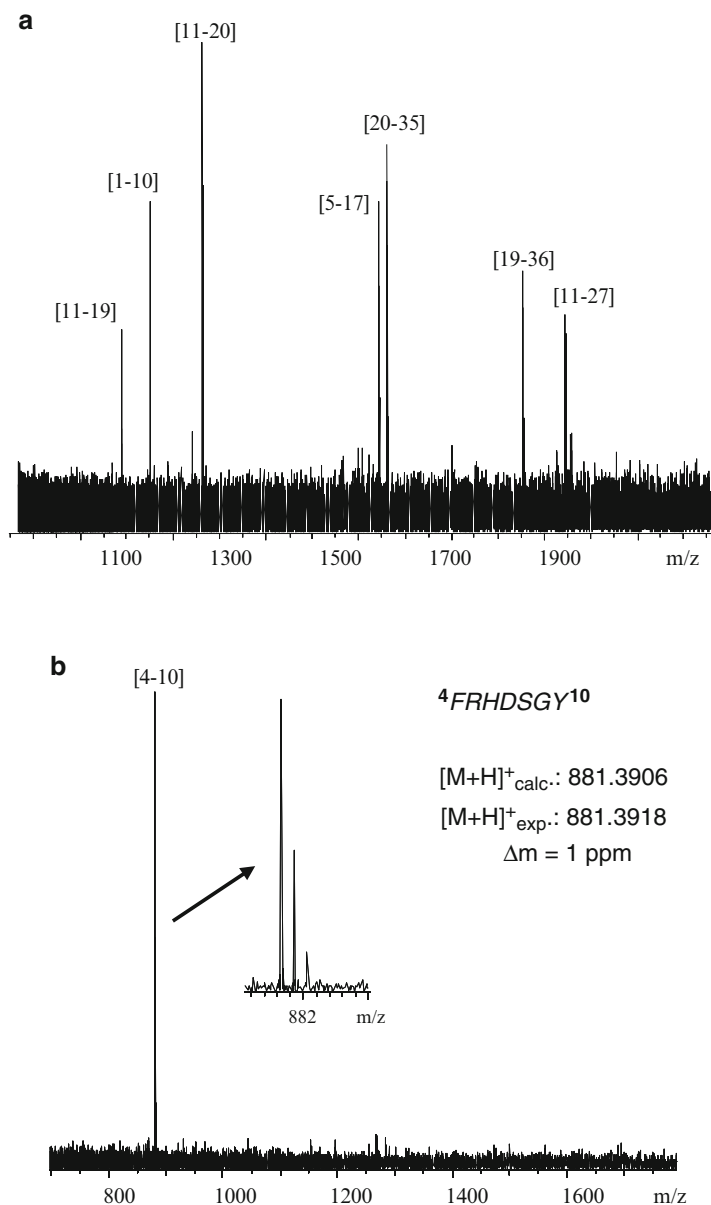 a
[11-20]
[20-35]
[1-10]
[5-17]
[19-36]
[11-27]
[11-19]
1100 1300 1500 1700 1900 m/z
b
[4-10]
⁴FRHDSGY¹⁰
[M+H]⁺calc.: 881.3906
[M+H]⁺exp.: 881.3918
Δm = 1 ppm
882 m/z
800 1000 1200 1400 1600 m/z